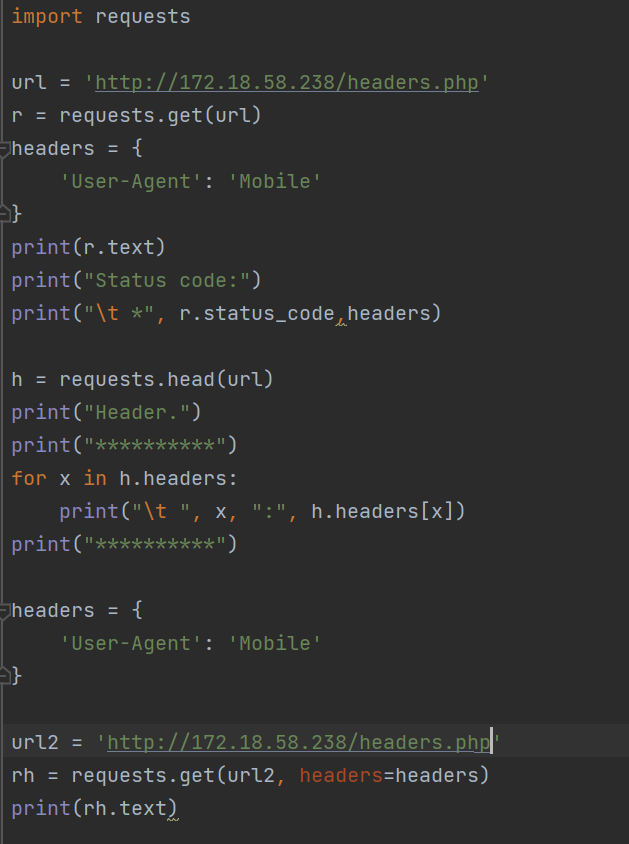 import requests
url = 'http://172.18.58.238/headers.php'
r = requests.get(url)
headers = {
    'User-Agent': 'Mobile'
}
print(r.text)
print("Status code:")
print("\t *", r.status_code,headers)
h = requests.head(url)
print("Header.")
print("**********")
for x in h.headers:
    print("\t ", x, ":", h.headers[x])
print("**********")
headers = {
    'User-Agent': 'Mobile'
}
url2 = 'http://172.18.58.238/headers.php'
rh = requests.get(url2, headers=headers)
print(rh.text)